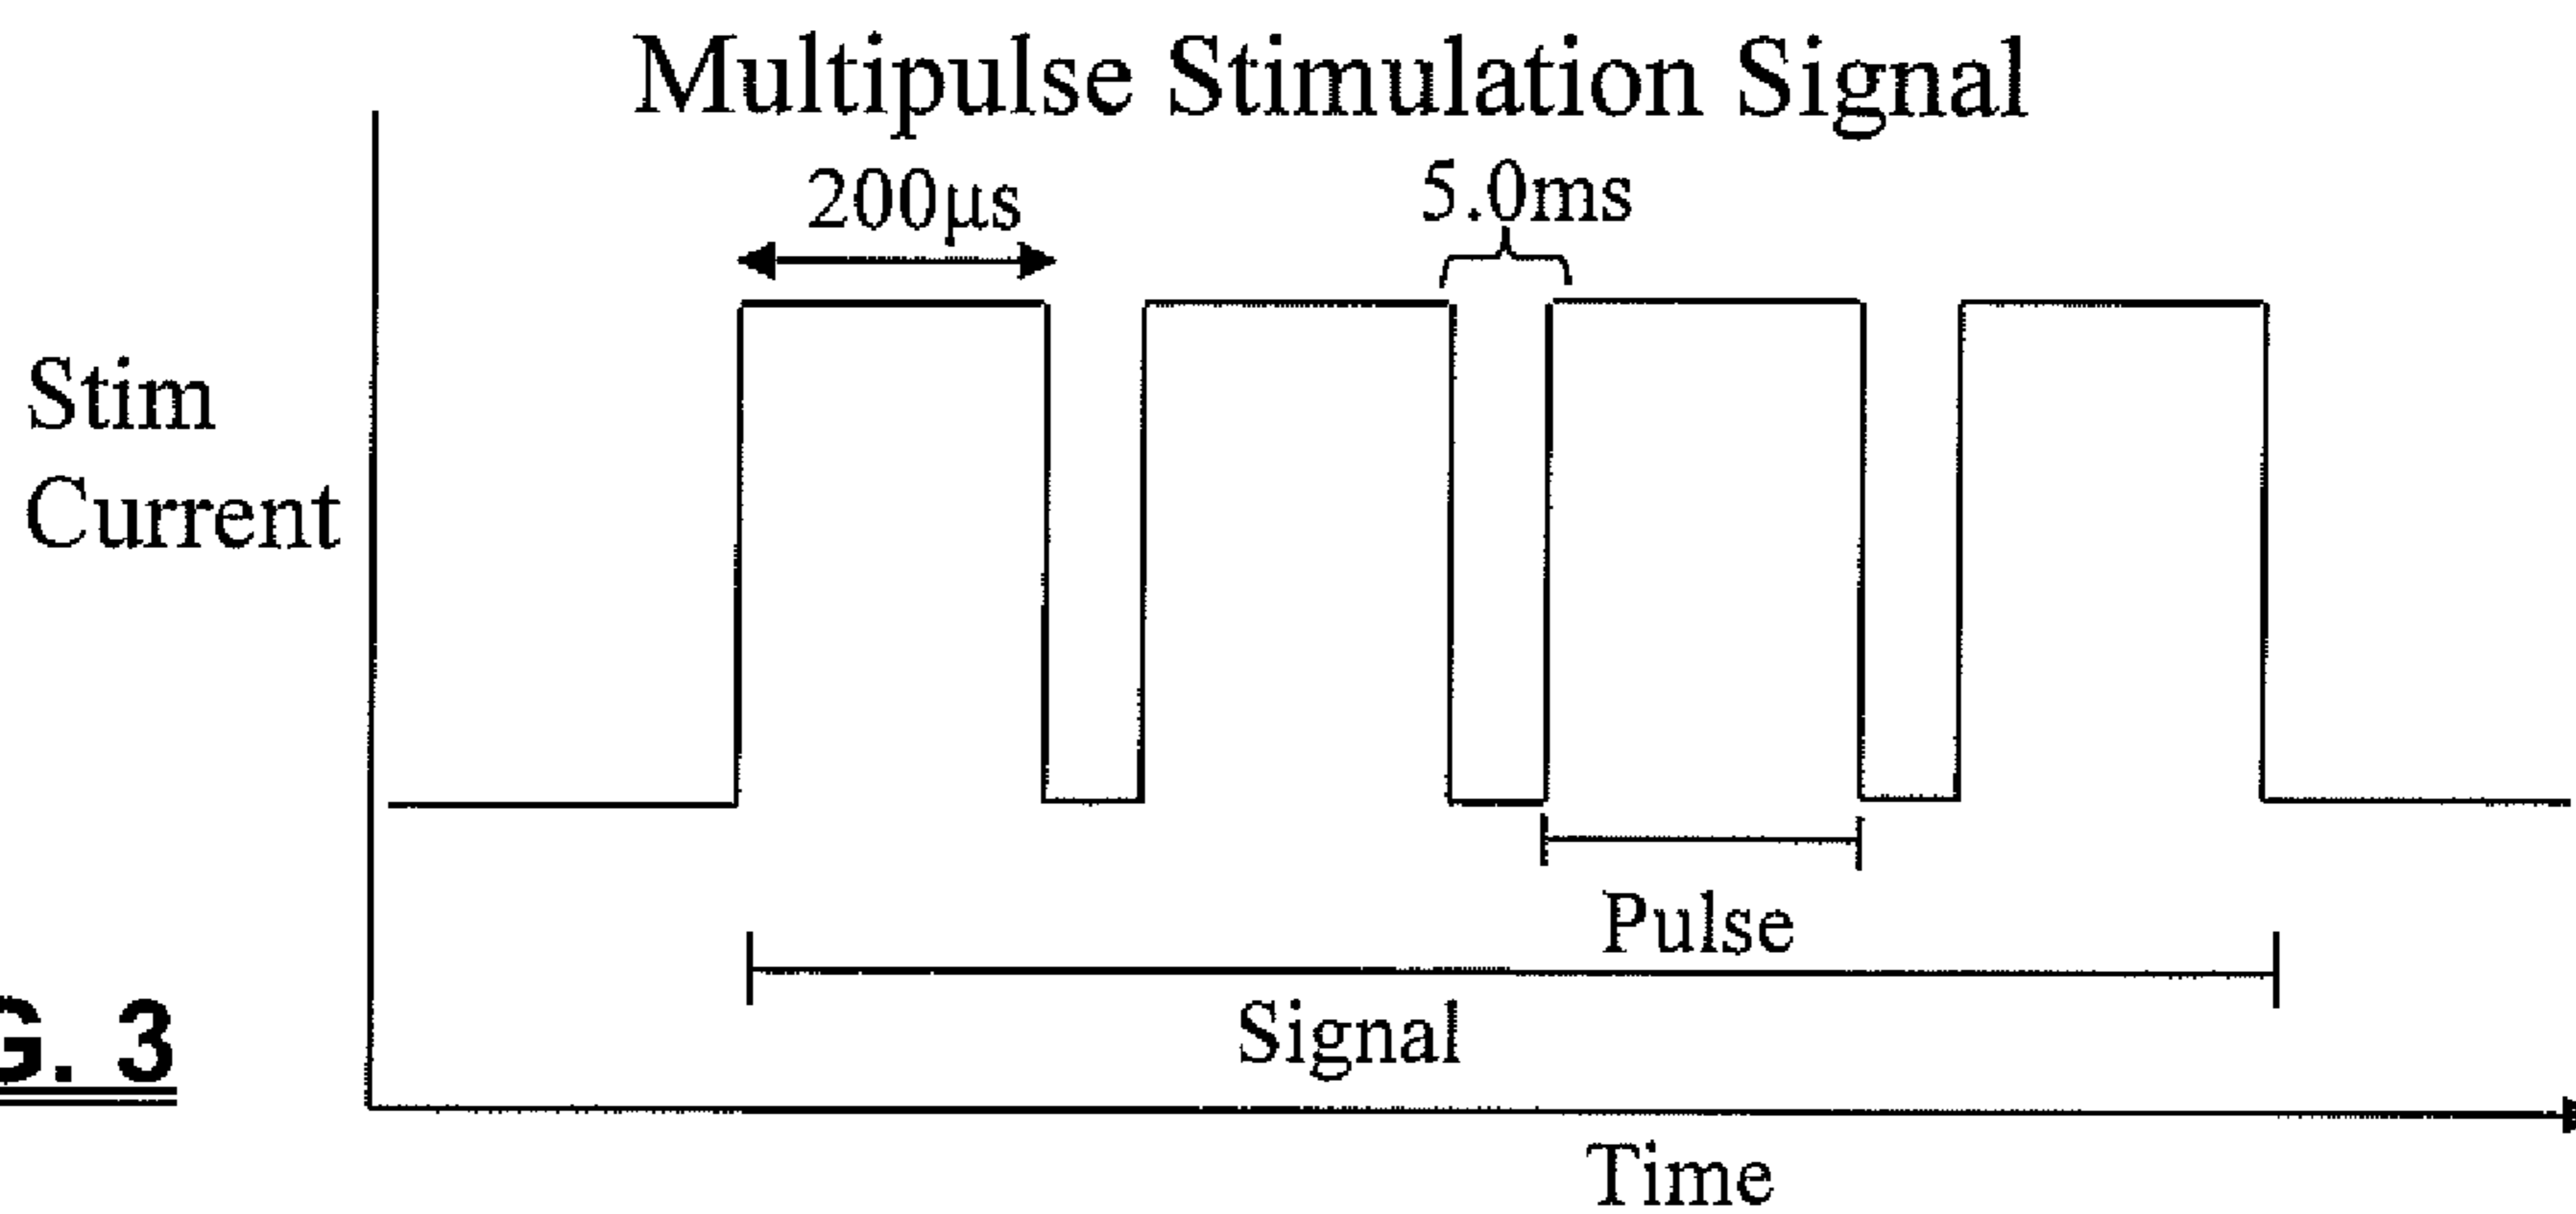 Multipulse Stimulation Signal
200µs
5.0ms
Stim
Current
Pulse
Signal
G. 3
Time